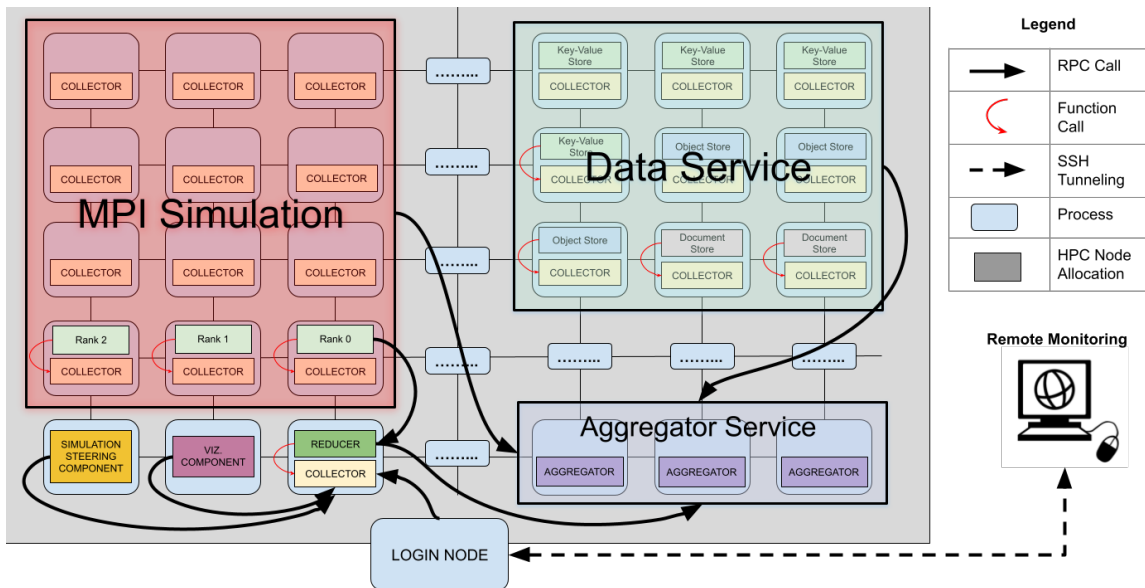 Legend
RPC Call
Function
Call
SSH
Tunneling
Process
HPC Node
Allocation
COLLECTOR
COLLECTOR
COLLECTOR
.........
Key-Value
Store
COLLECTOR
Key-Value
Store
COLLECTOR
Key-Value
Store
COLLECTOR
COLLECTOR
COLLECTOR
COLLECTOR
.........
Key-Value
Store
COLLECTOR
Object Store
COLLECTOR
Object Store
COLLECTOR
Data Service
MPI Simulation
COLLECTOR
COLLECTOR
COLLECTOR
.........
Object Store
COLLECTOR
Document
Store
COLLECTOR
Document
Store
COLLECTOR
Rank 2
COLLECTOR
Rank 1
COLLECTOR
Rank 0
COLLECTOR
.........
.........
.........
.........
Remote Monitoring
SIMULATION
STEERING
COMPONENT
VIZ.
COMPONENT
REDUCER
COLLECTOR
.........
Aggregator Service
AGGREGATOR
AGGREGATOR
AGGREGATOR
LOGIN NODE